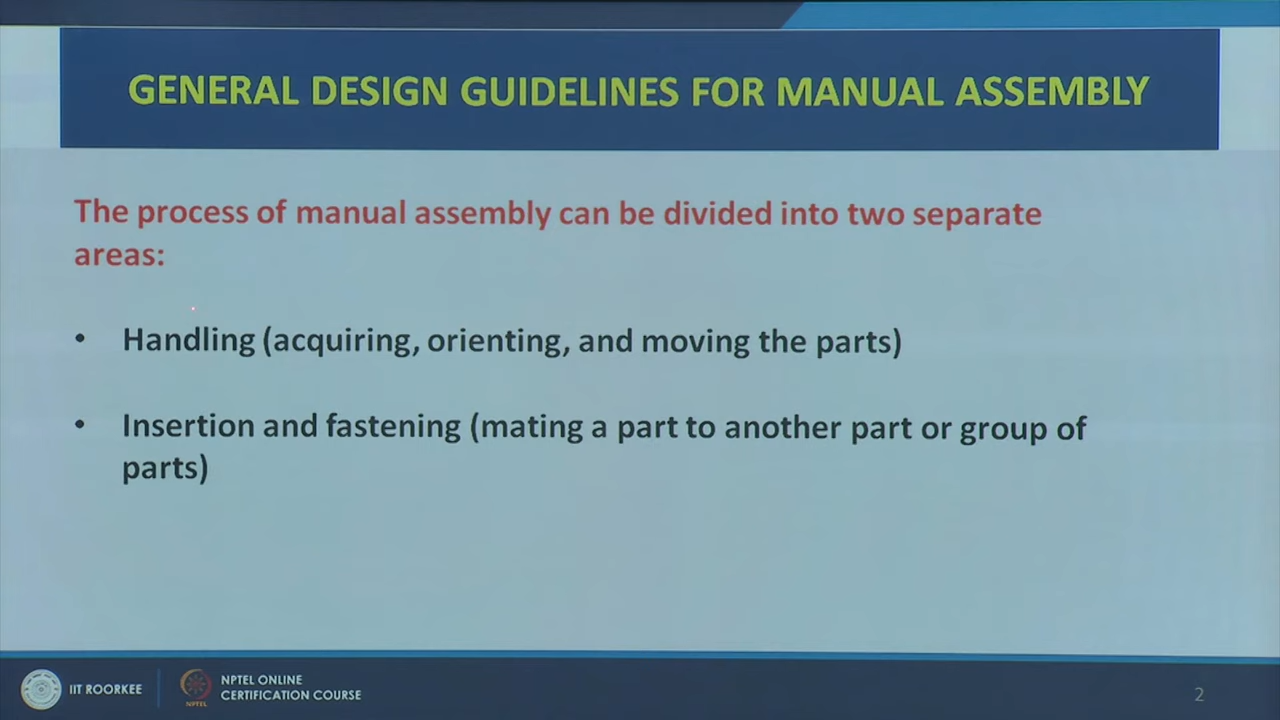 GENERAL DESIGN GUIDELINES FOR MANUAL ASSEMBLY
The process of manual assembly can be divided into two separate
areas:
• Handling (acquiring, orienting, and moving the parts)
• Insertion and fastening (mating a part to another part or group of
parts)
IIT ROORKEE
NPTEL
NPTEL ONLINE
CERTIFICATION COURSE
2